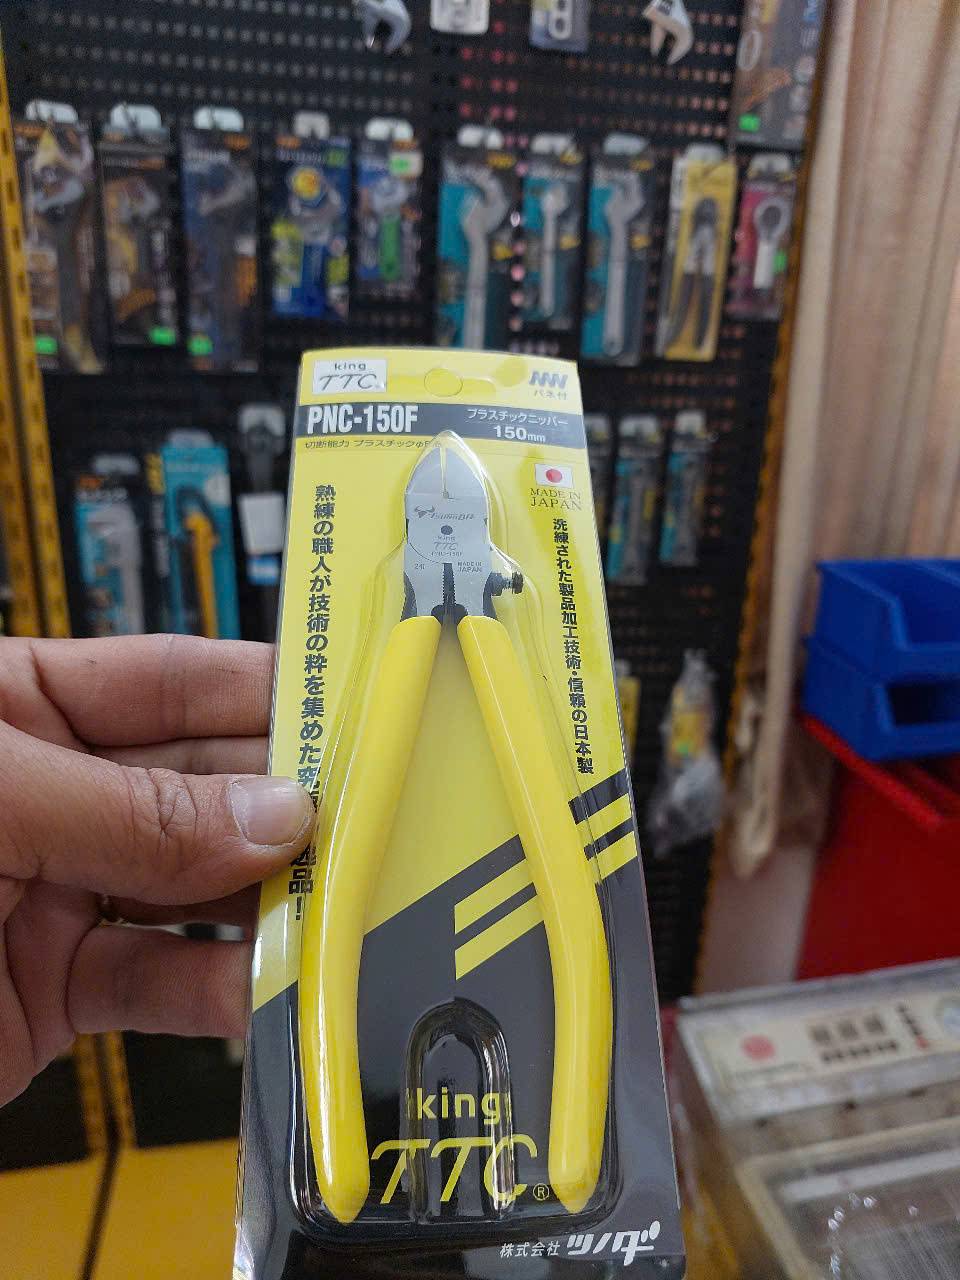 king
TTC
バネ付
PNC-150F
プラスチックニッパー
150mm
切断能力 プラスチック
MADE IN
JAPAN
熟練の職人が技術の粋を集めた究
品!
洗練された製品加工技術・信頼の日本製
TSUNODA
king
TTC
PNC-150F
MADE IN
JAPAN
king
TTC®
株式会社 ツノダ